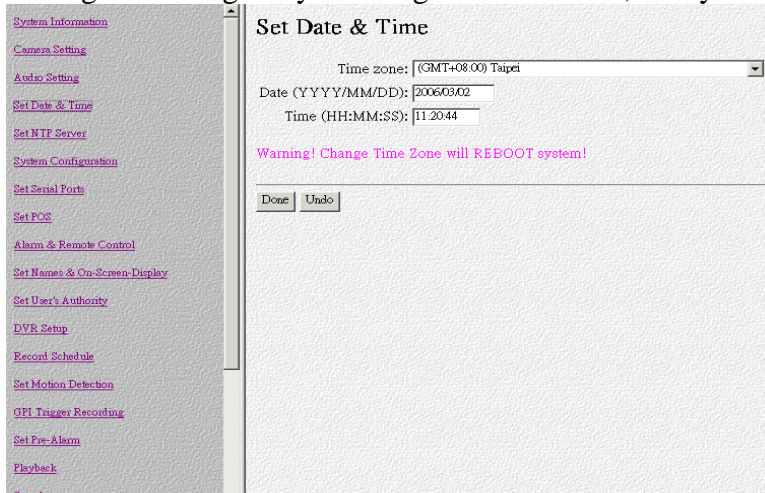 System Information
Camera Setting
Audio Setting
Set Date & Time
Set NTP Server
System Configuration
Set Serial Ports
Set POS
Alarm & Remote Control
Set Names & On-Screen-Display
Set User's Authority
DVR Setup
Record Schedule
Set Motion Detection
GPI Trigger Recording
Set Pre-Alarm
Playback
Set Date & Time
Time zone: (GMT+08:00) Taipei
Date (YYYY/MM/DD): 2006/03/02
Time (HH:MM:SS): 11:20:44
Warning! Change Time Zone will REBOOT system!
Done Undo